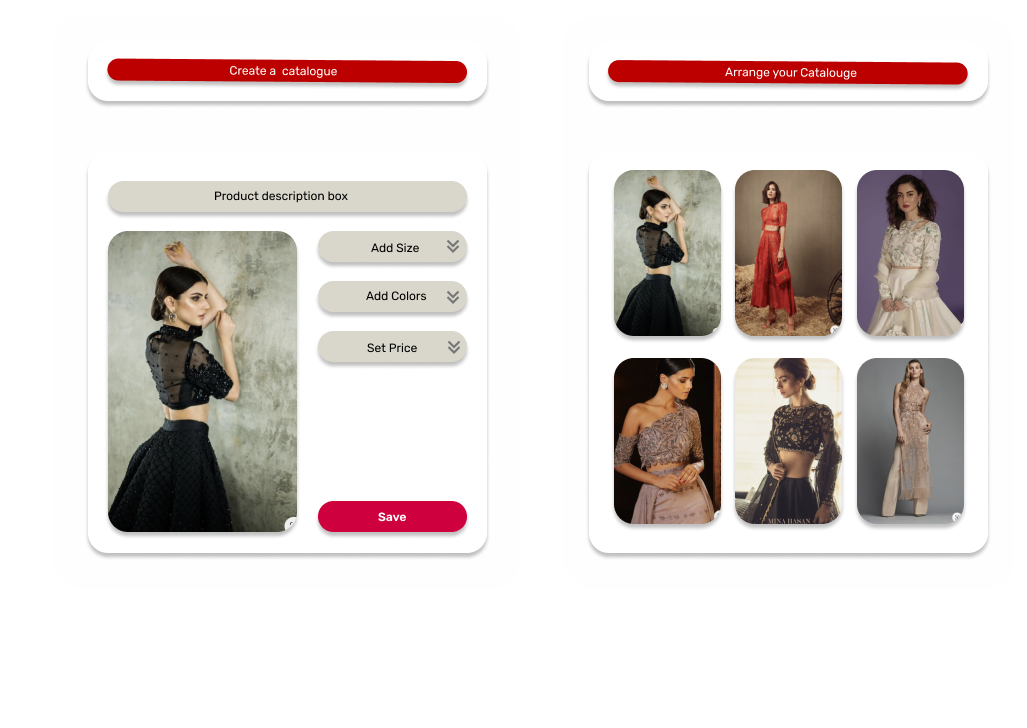 Create a  catalogue
Product description box
Add Size
Add Colors
Set Price
Save
Arrange your Catalouge
MINA HASAN